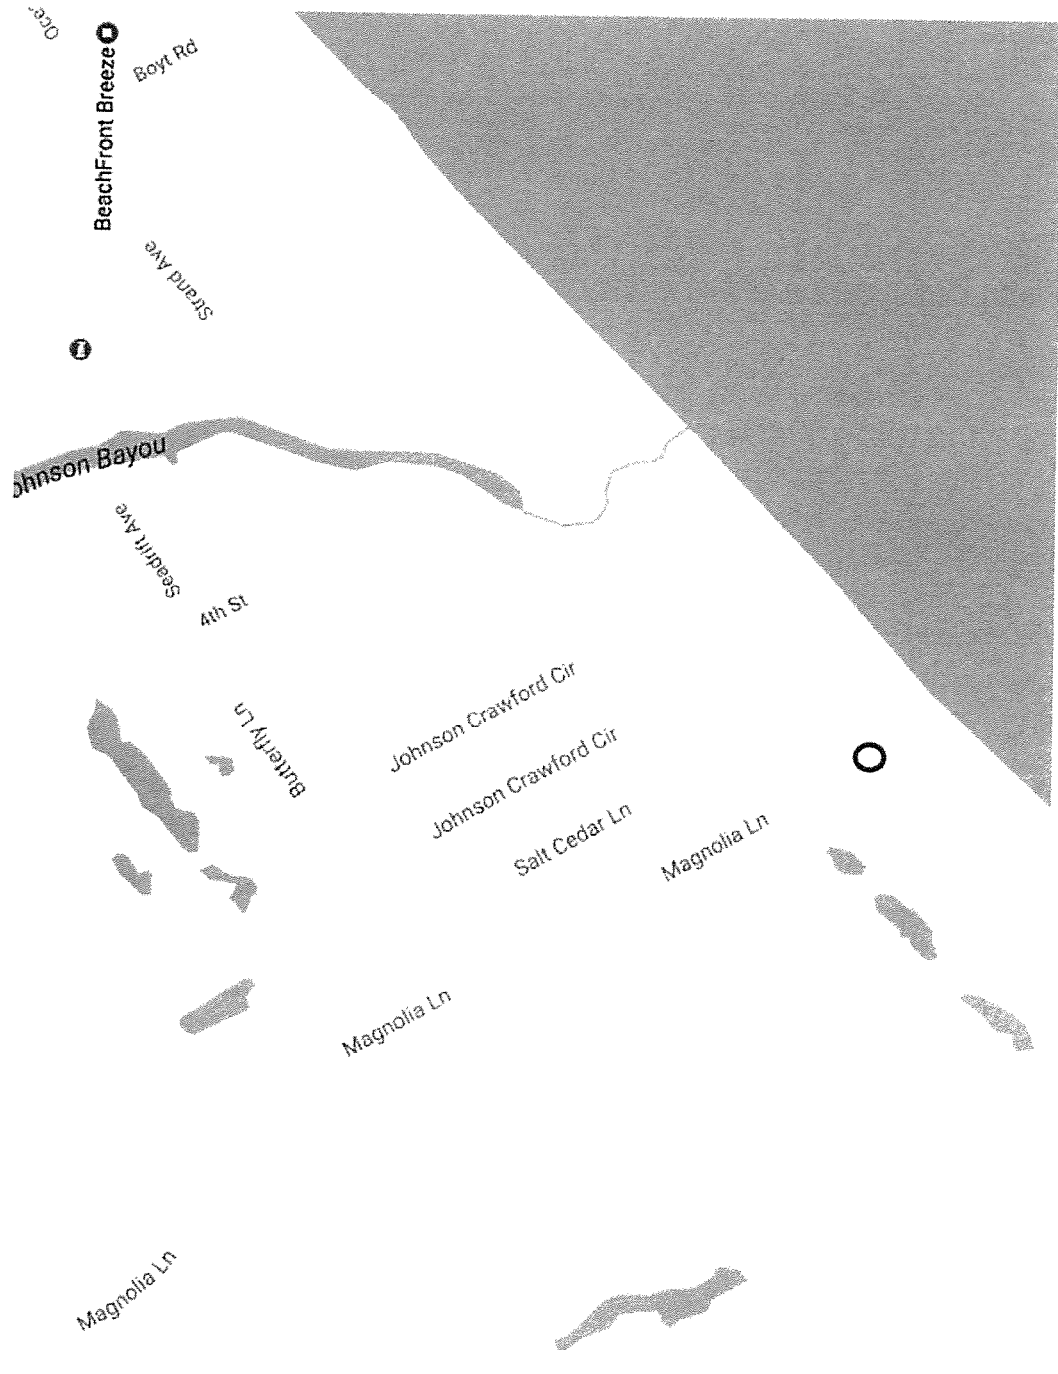 BeachFront Breeze
Boyt Rd
Strand Ave
Johnson Bayou
Seadrift Ave
4th St
Butterfly Ln
Johnson Crawford Cir
Johnson Crawford Cir
Salt Cedar Ln
Magnolia Ln
Magnolia Ln
Magnolia Ln